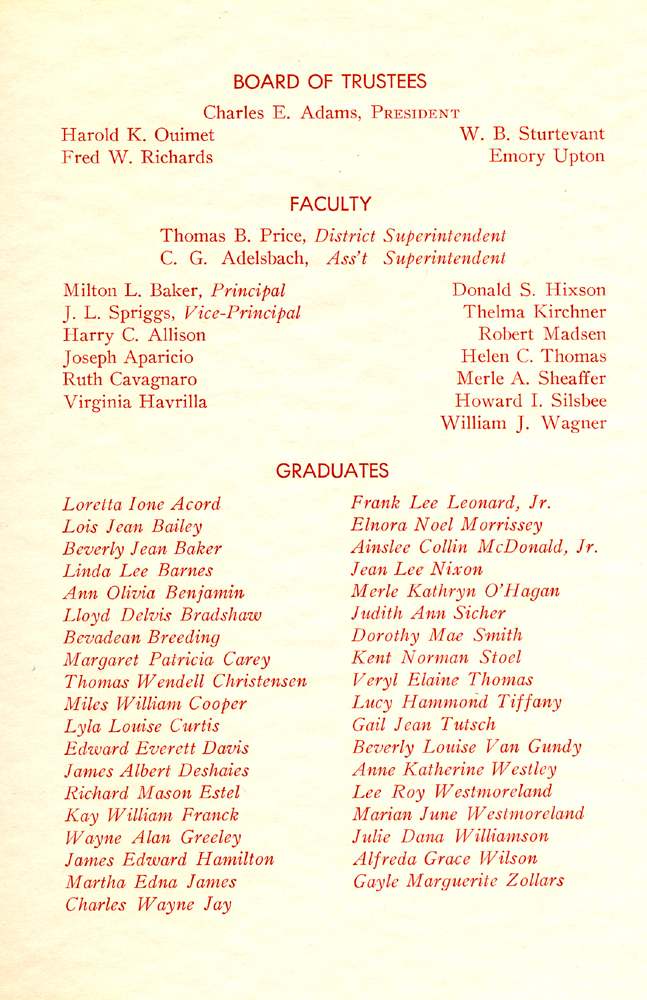 BOARD OF TRUSTEES
Charles E. Adams, PRESIDENT
Harold K. Ouimet
Fred W. Richards
W. B. Sturtevant
Emory Upton
FACULTY
Thomas B. Price, District Superintendent
C. G. Adelsbach, Ass't Superintendent
Milton L. Baker, Principal
J. L. Spriggs, Vice-Principal
Harry C. Allison
Joseph Aparicio
Ruth Cavagnaro
Virginia Havrilla
Donald S. Hixson
Thelma Kirchner
Robert Madsen
Helen C. Thomas
Merle A. Sheaffer
Howard I. Silsbee
William J. Wagner
GRADUATES
Loretta Ione Acord
Lois Jean Bailey
Beverly Jean Baker
Linda Lee Barnes
Ann Olivia Benjamin
Lloyd Delvis Bradshaw
Bevadean Breeding
Margaret Patricia Carey
Thomas Wendell Christensen
Miles William Cooper
Lyla Louise Curtis
Edward Everett Davis
James Albert Deshaies
Richard Mason Estel
Kay William Franck
Wayne Alan Greeley
James Edward Hamilton
Martha Edna James
Charles Wayne Jay
Frank Lee Leonard, Jr.
Elnora Noel Morrissey
Ainslee Collin McDonald, Jr.
Jean Lee Nixon
Merle Kathryn O'Hagan
Judith Ann Sicher
Dorothy Mae Smith
Kent Norman Stoel
Veryl Elaine Thomas
Lucy Hammond Tiffany
Gail Jean Tutsch
Beverly Louise Van Gundy
Anne Katherine Westley
Lee Roy Westmoreland
Marian June Westmoreland
Julie Dana Williamson
Alfreda Grace Wilson
Gayle Marguerite Zollars